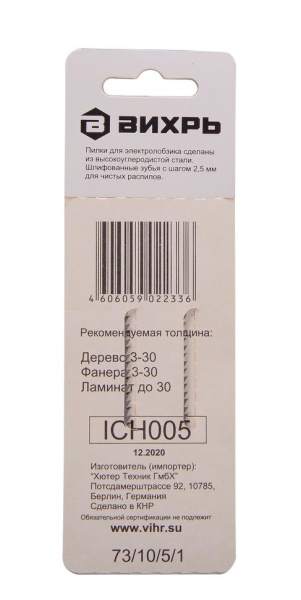 ВИХРЬ
Пилки для электролобзика сделаны
из высокоуглеродистой стали.
Шлифованные зубья с шагом 2,5 мм
для чистых распилов.
4 606059 022336
Рекомендуемая толщина:
Дерево 3-30
Фанера 3-30
Ламинат до 30
ICH005
12.2020
Изготовитель (импортер):
"Хютер Техник ГмбХ"
Потсдамерштрассе 92, 10785,
Берлин, Германия
Сделано в КНР
Обязательной сертификации не подлежит
www.vihr.su
73/10/5/1